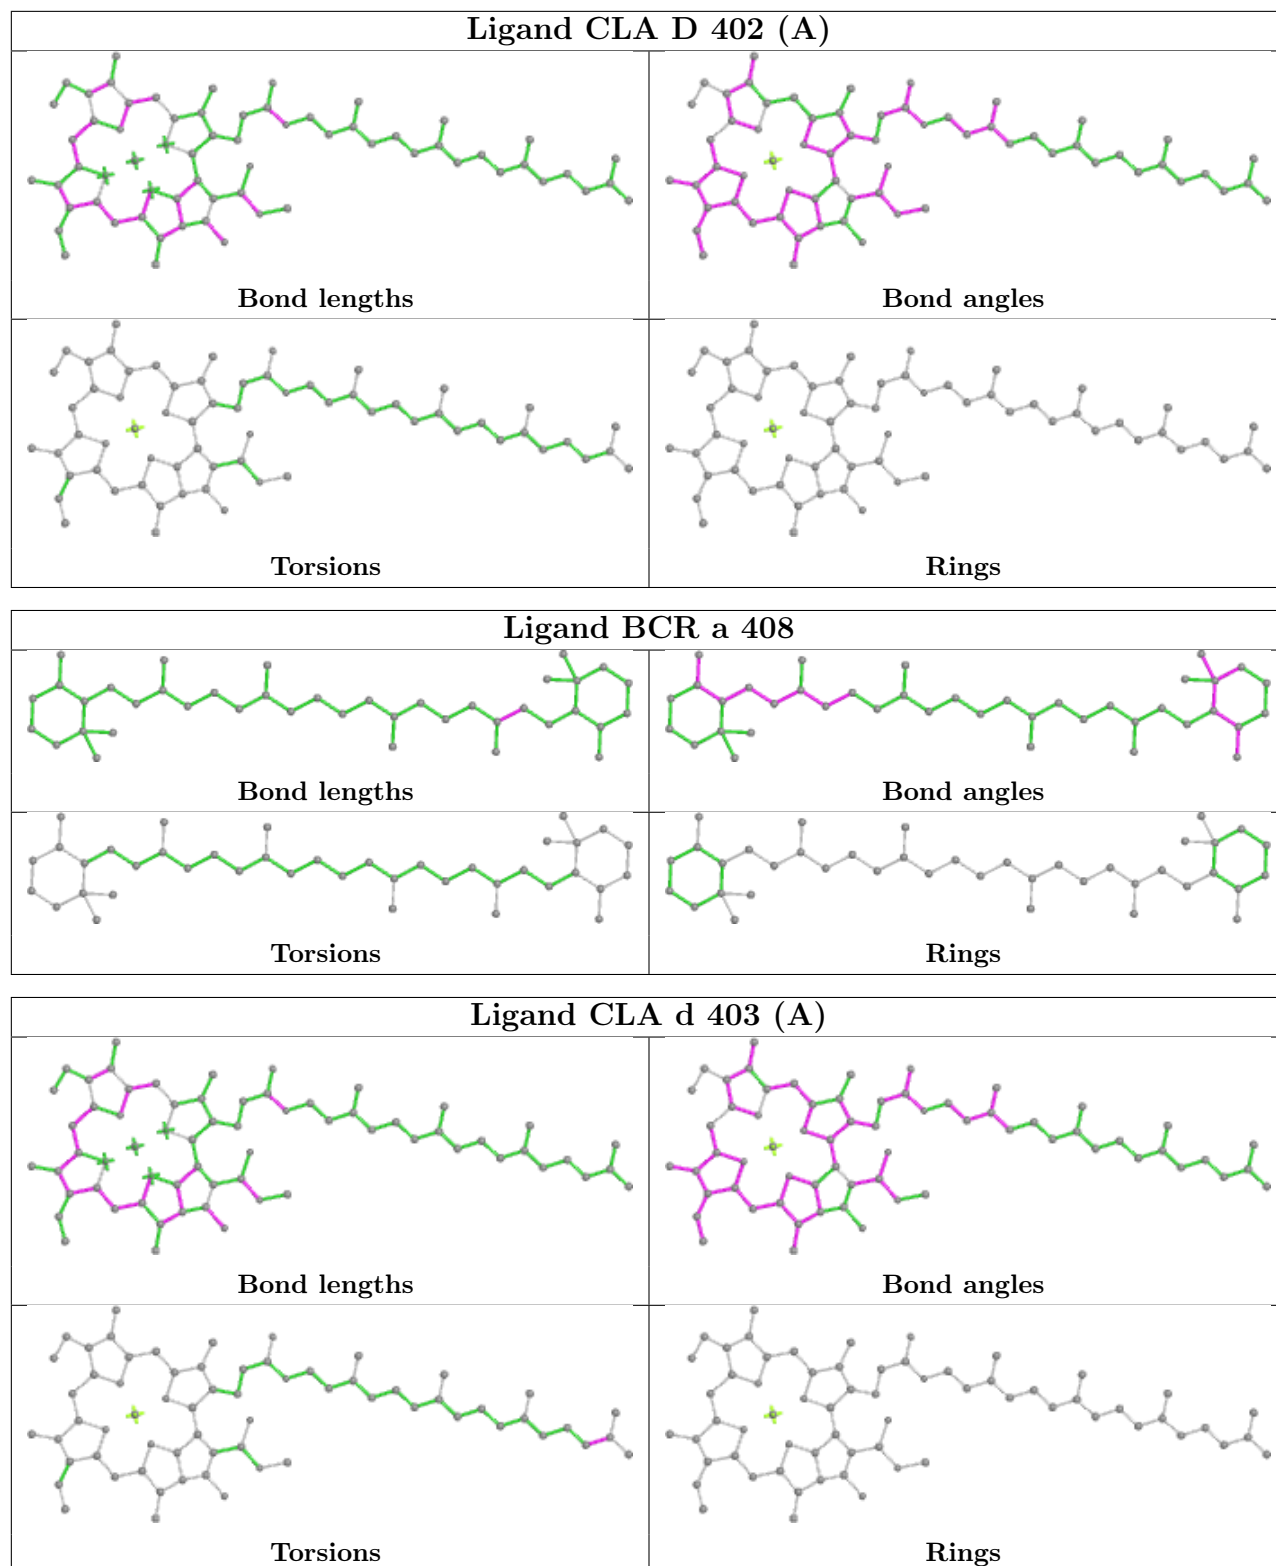 Ligand CLA D 402 (A)
Bond lengths
Bond angles
Torsions
Rings
Ligand BCR a 408
Bond lengths
Bond angles
Torsions
Rings
Ligand CLA d 403 (A)
Bond lengths
Bond angles
Torsions
Rings